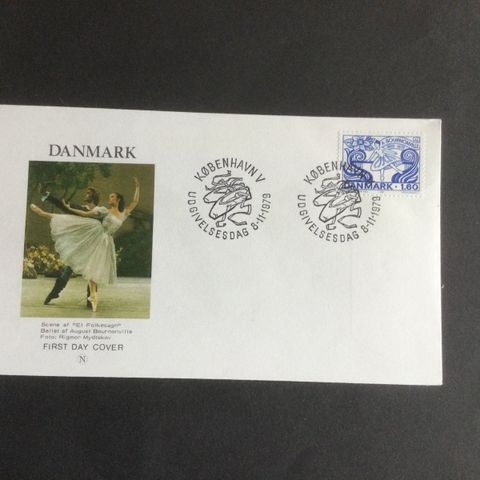 DANMARK
Scene af "Et Folkesagn"
Ballet af August Bournonville
Foto: Rigmor Mydtskov
FIRST DAY COVER
N
KØBENHAVN V
UDGIVELSESDAG 8-11-1979
KØBENHAVN V
UDGIVELSESDAG 8-11-1979
BOURNONVILLE
DANMARK 1.60